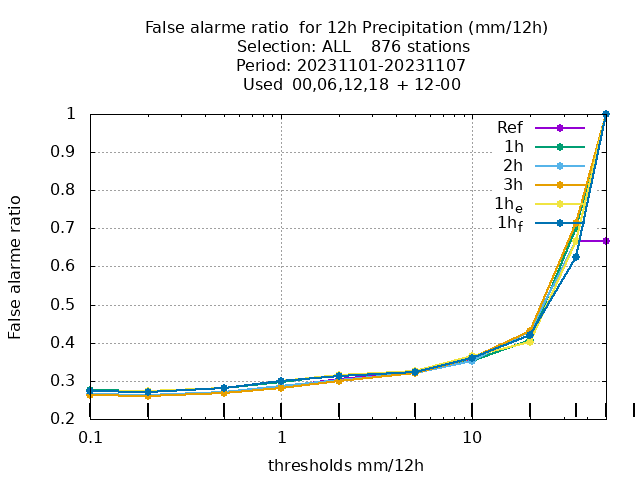 False alarme ratio  for 12h Precipitation (mm/12h)
Selection: ALL    876 stations
Period: 20231101-20231107
Used  00,06,12,18  + 12-00
Ref
1h
2h
3h
1he
1hf
1
0.9
0.8
0.7
0.6
0.5
0.4
0.3
0.2
False alarme ratio
0.1 1 10
thresholds mm/12h